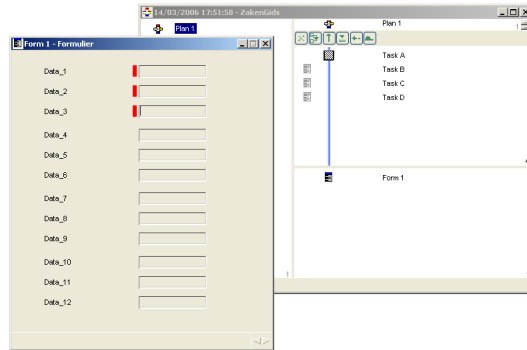 14/03/2006 17:51:58 - ZakenGids
Plan 1
Plan 1
Task A
Task B
Task C
Task D
Form 1
1
Form 1 - Formulier
Data_1
Data_2
Data_3
Data_4
Data_5
Data_6
Data_7
Data_8
Data_9
Data_10
Data_11
Data_12